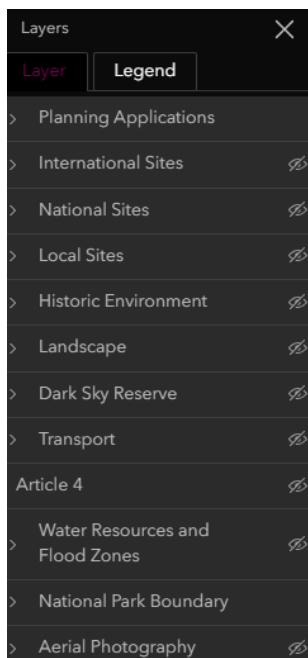 Layers
Layer
Legend
Planning Applications
International Sites
National Sites
Local Sites
Historic Environment
Landscape
Dark Sky Reserve
Transport
Article 4
Water Resources and
Flood Zones
National Park Boundary
Aerial Photography